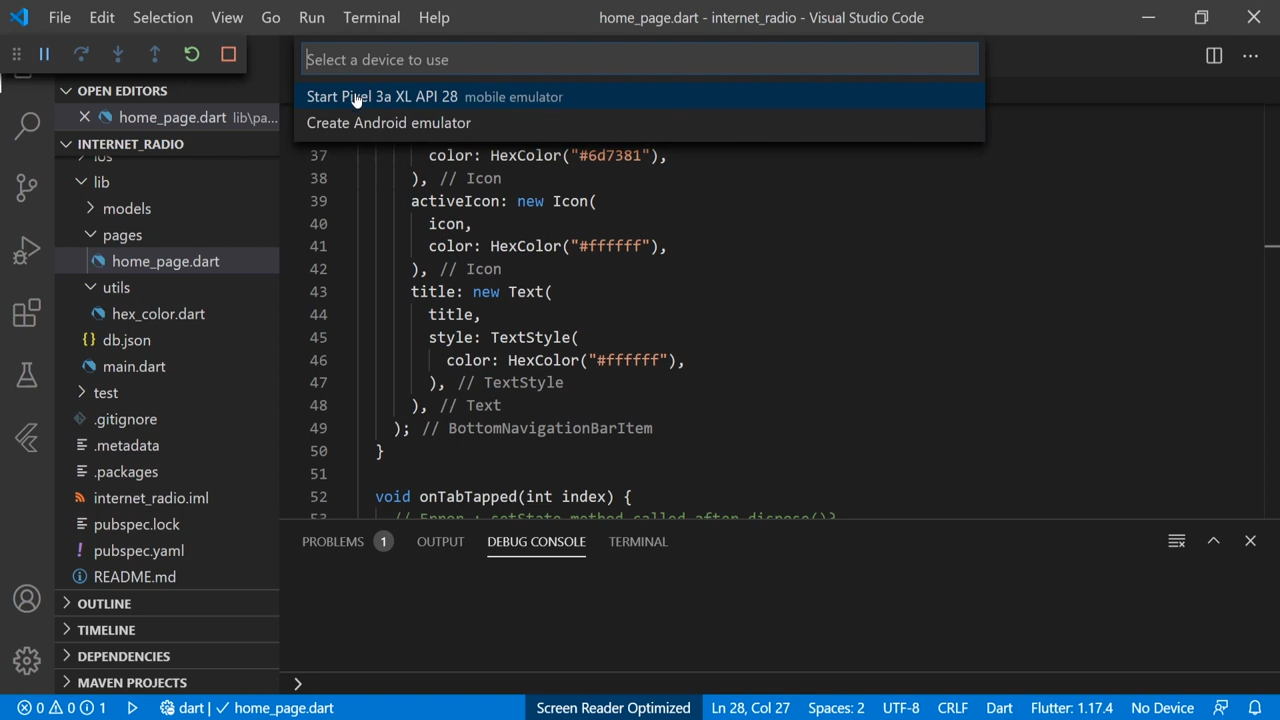 File Edit Selection View Go Run Terminal Help
home_page.dart - internet_radio - Visual Studio Code
Select a device to use
Start Pixel 3a XL API 28 mobile emulator
Create Android emulator
OPEN EDITORS
home_page.dart lib\pa...
INTERNET_RADIO
ios
lib
models
pages
home_page.dart
utils
hex_color.dart
{} db.json
main.dart
test
.gitignore
.metadata
.packages
internet_radio.iml
pubspec.lock
! pubspec.yaml
README.md
OUTLINE
TIMELINE
DEPENDENCIES
MAVEN PROJECTS
37 color: HexColor("#6d7381"),
38 ), // Icon
39 activeIcon: new Icon(
40 icon,
41 color: HexColor("#ffffff"),
42 ), // Icon
43 title: new Text(
44 title,
45 style: TextStyle(
46 color: HexColor("#ffffff"),
47 ), // TextStyle
48 ), // Text
49 ); // BottomNavigationBarItem
50 }
51
52 void onTabTapped(int index) {
53 // Error : setState method called after dispose()?
PROBLEMS 1 OUTPUT DEBUG CONSOLE TERMINAL
0 0 1 dart | home_page.dart Screen Reader Optimized Ln 28, Col 27 Spaces: 2 UTF-8 CRLF Dart Flutter: 1.17.4 No Device